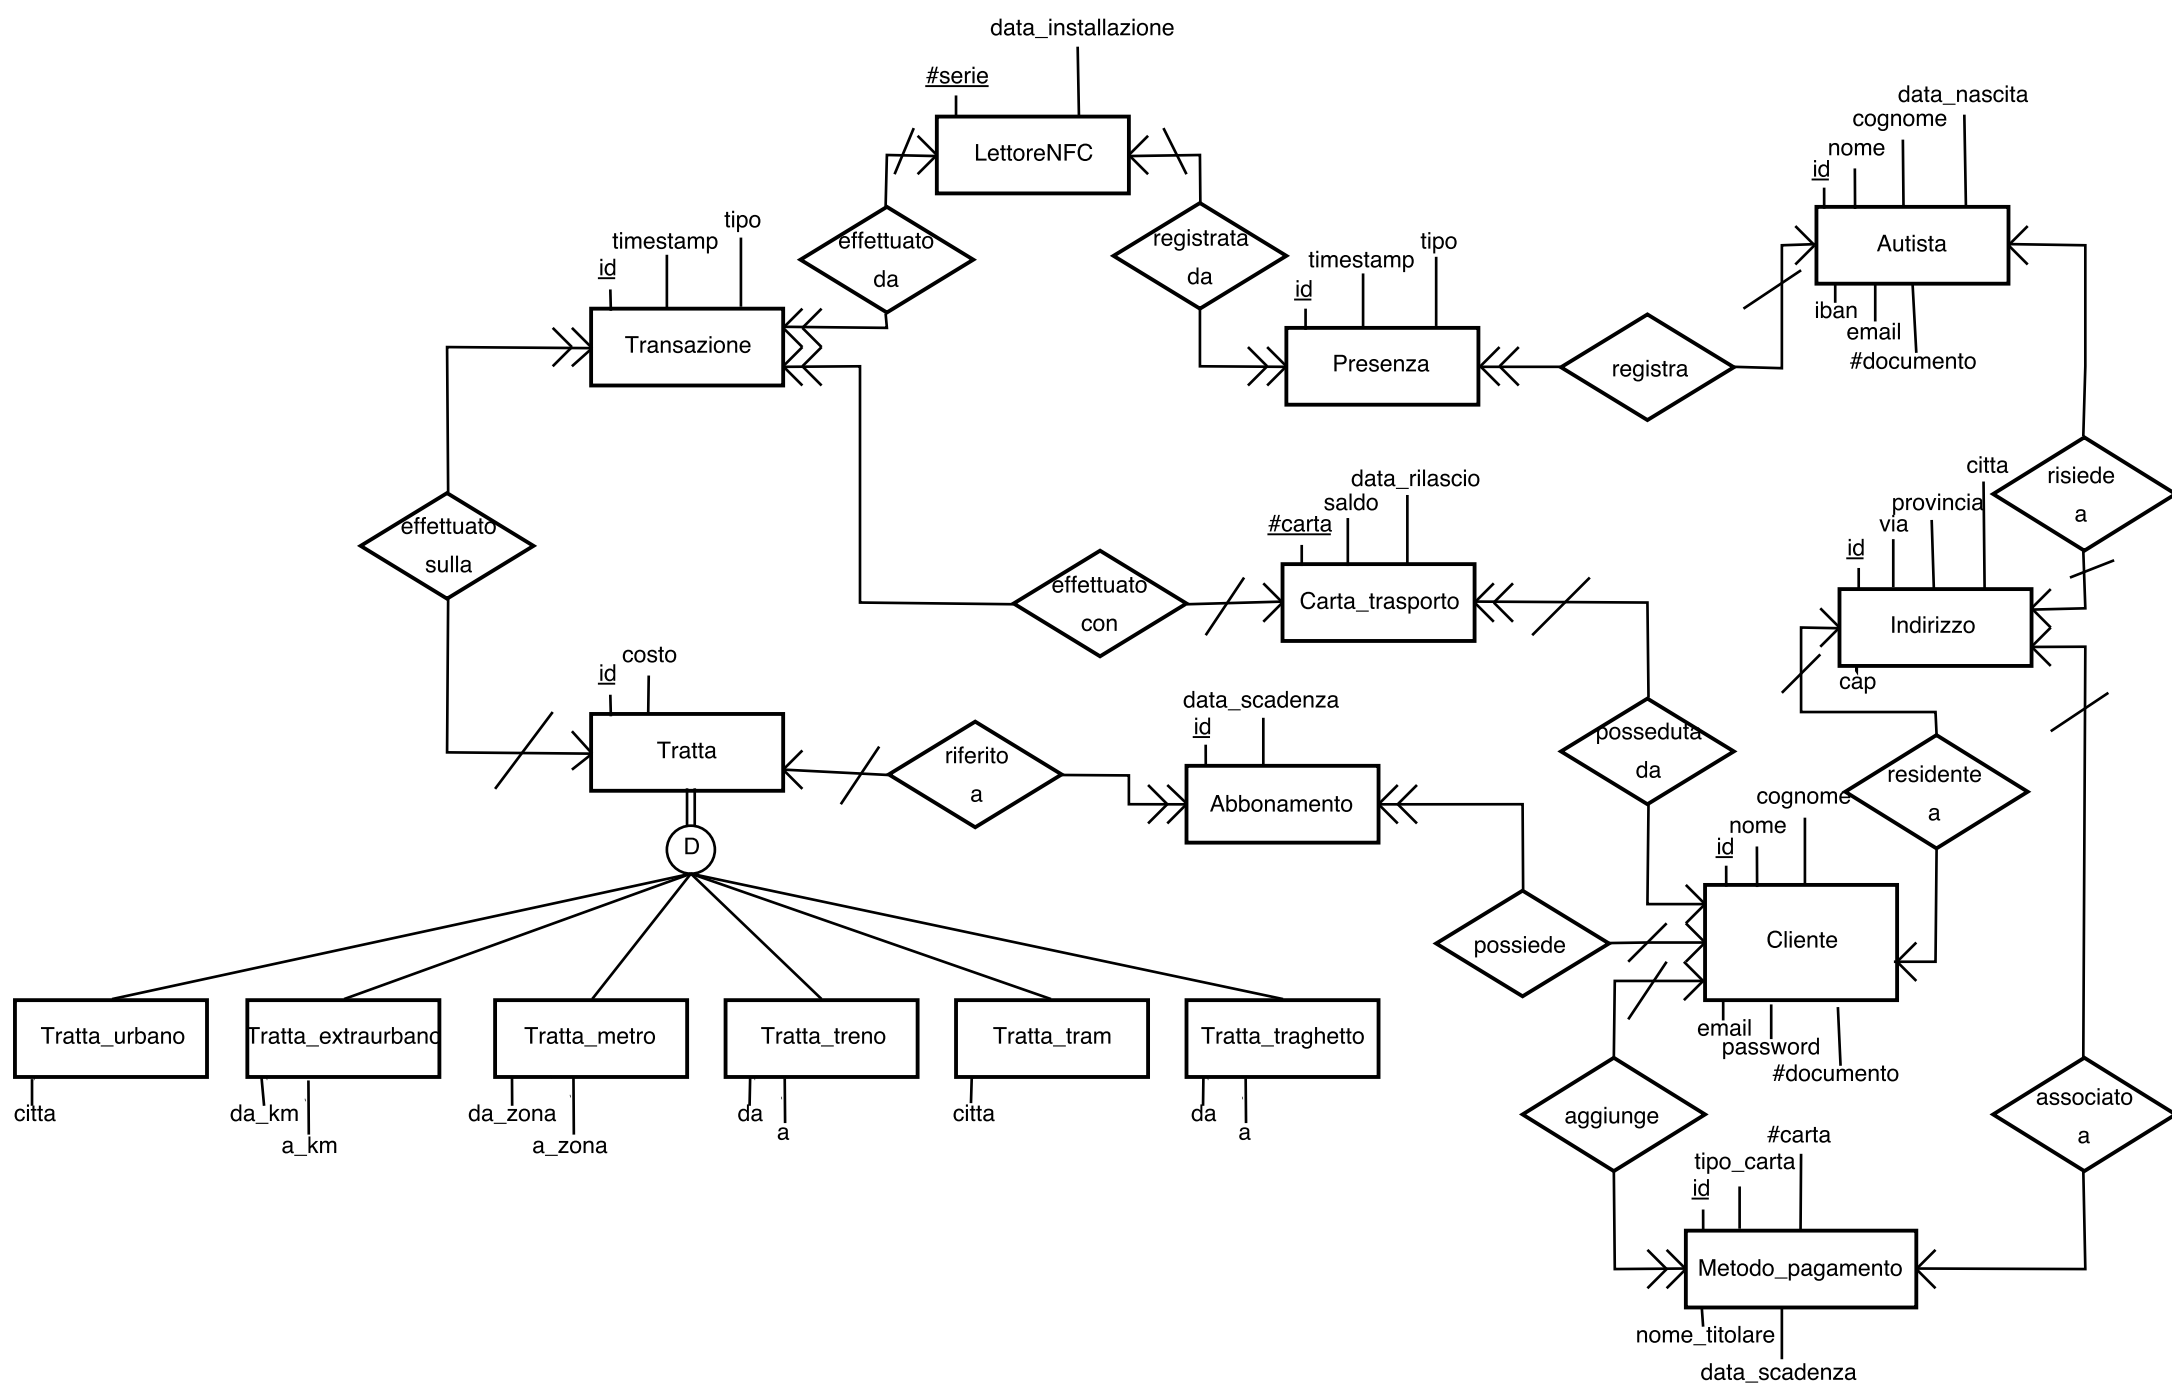 data_installazione
#serie
LettoreNFC
data_nascita
cognome
nome
id
Autista
iban
email
#documento
effettuato
da
registrata
da
tipo
timestamp
id
Transazione
tipo
timestamp
id
Presenza
registra
risiede
a
citta
provincia
via
id
Indirizzo
cap
data_rilascio
saldo
#carta
Carta_trasporto
effettuato
sulla
effettuato
con
costo
id
Tratta
riferito
a
data_scadenza
id
Abbonamento
posseduta
da
residente
a
cognome
nome
id
Cliente
email
password
#documento
possiede
D
Tratta_urbano
Tratta_extraurbano
Tratta_metro
Tratta_treno
Tratta_tram
Tratta_traghetto
citta
da_km
a_km
da_zona
a_zona
da
a
citta
da
a
aggiunge
associato
a
#carta
tipo_carta
id
Metodo_pagamento
nome_titolare
data_scadenza